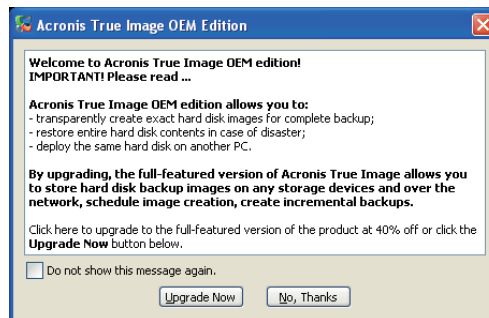 Acronis True Image OEM Edition
Welcome to Acronis True Image OEM edition!
IMPORTANT! Please read ...
Acronis True Image OEM edition allows you to:
- transparently create exact hard disk images for complete backup;
- restore entire hard disk contents in case of disaster;
- deploy the same hard disk on another PC.
By upgrading, the full-featured version of Acronis True Image allows you
to store hard disk backup images on any storage devices and over the
network, schedule image creation, create incremental backups.
Click here to upgrade to the full-featured version of the product at 40% off or click the
Upgrade Now button below.
Do not show this message again.
Upgrade Now
No, Thanks